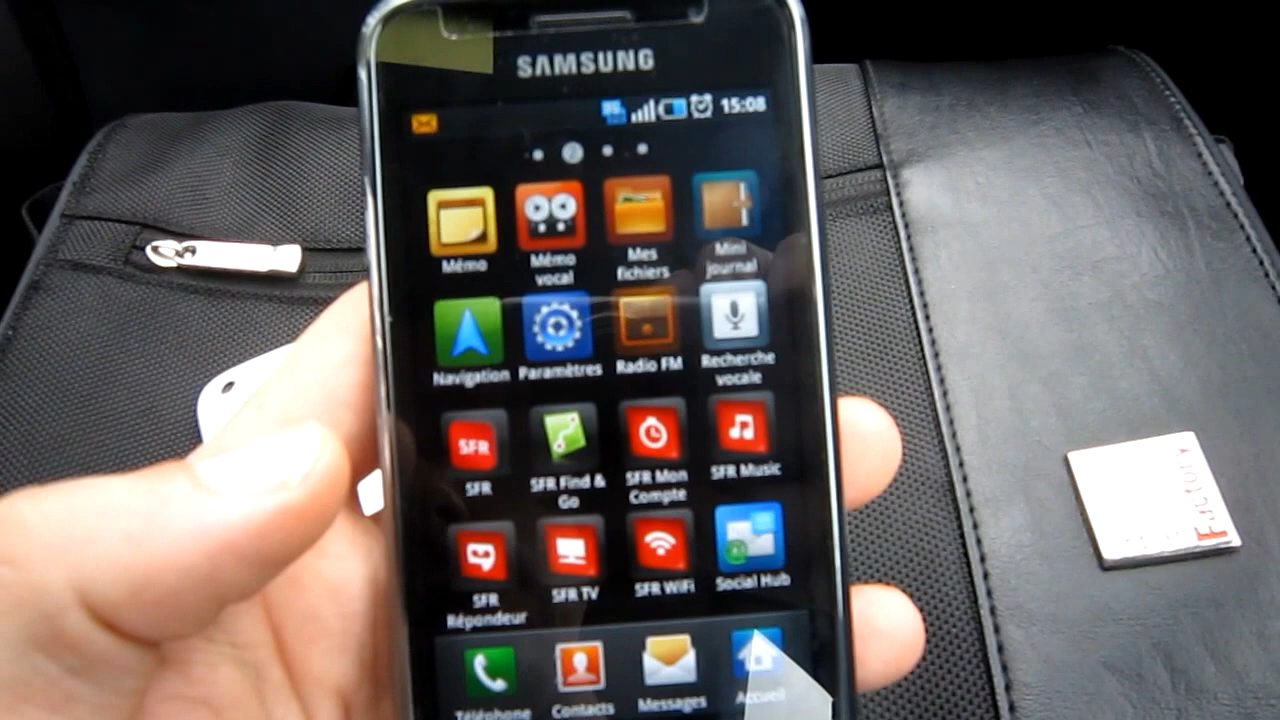 SAMSUNG
15:08
Mémo
Mémo vocal
Mes fichiers
Mini journal
Navigation
Paramètres
Radio FM
Recherche vocale
SFR
SFR
SFR Find & Go
SFR Mon Compte
SFR Music
SFR Répondeur
SFR TV
SFR WiFi
Social Hub
Téléphone
Contacts
Messages
Accueil
Factory